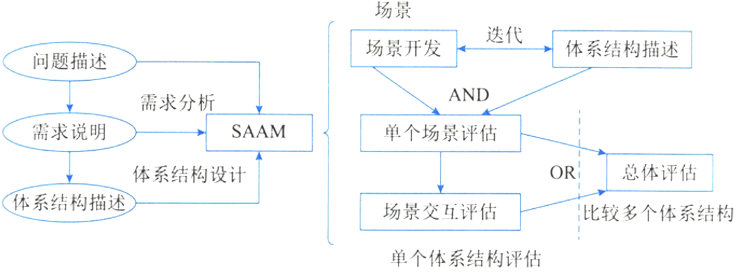 场景
问题描述
场景开发
迭代
体系结构描述
需求分析
AND
需求说明
SAAM
单个场景评估
体系结构设计
OR
总体评估
体系结构描述
场景交互评估
比较多个体系结构
单个体系结构评估